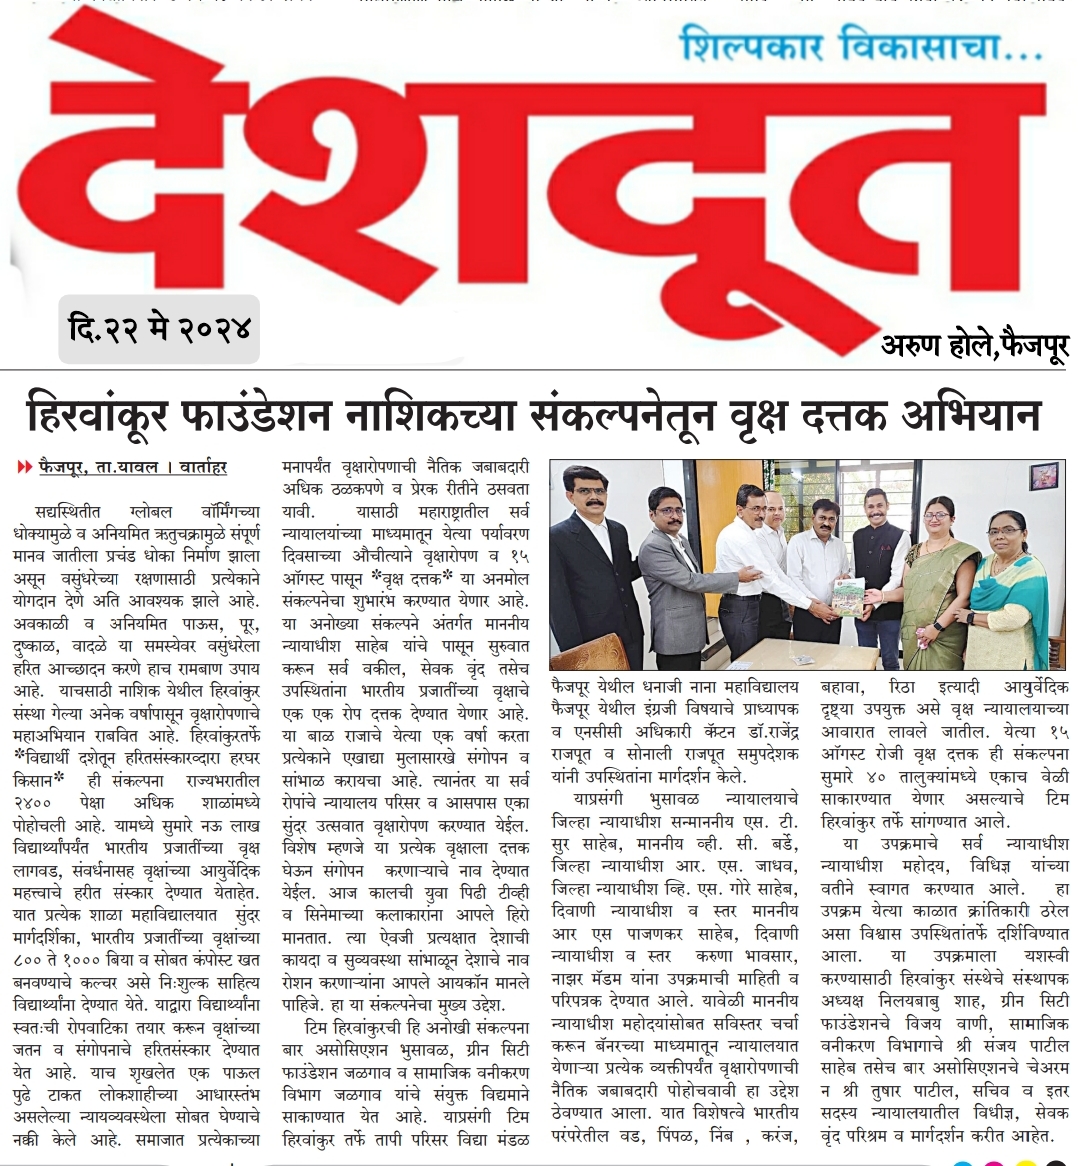 शिल्पकार विकासाचा...
देशदूत
दि.२२ मे २०२४
अरुण होले,फैजपूर
हिरवांकूर फाउंडेशन नाशिकच्या संकल्पनेतून वृक्ष दत्तक अभियान
फैजपूर, ता.यावल । वार्ताहर
सद्यस्थितीत ग्लोबल वॉर्मिंगच्या
धोक्यामुळे व अनियमित ऋतुचक्रामुळे संपूर्ण
मानव जातीला प्रचंड धोका निर्माण झाला
असून वसुंधरेच्या रक्षणासाठी प्रत्येकाने
योगदान देणे अति आवश्यक झाले आहे.
अवकाळी व अनियमित पाऊस, पूर,
दुष्काळ, वादळे या समस्येवर वसुंधरेला
हरित आच्छादन करणे हाच रामबाण उपाय
आहे. याचसाठी नाशिक येथील हिरवांकुर
संस्था गेल्या अनेक वर्षापासून वृक्षारोपणाचे
महाअभियान राबवित आहे. हिरवांकुरतर्फे
*विद्यार्थी दशेतून हरितसंस्कारव्दारा हरघर
किसान* ही संकल्पना राज्यभरातील
२४०० पेक्षा अधिक शाळांमध्ये
पोहोचली आहे. यामध्ये सुमारे नऊ लाख
विद्यार्थ्यांपर्यंत भारतीय प्रजातींच्या वृक्ष
लागवड, संवर्धनासह वृक्षांच्या आयुर्वेदिक
महत्त्वाचे हरीत संस्कार देण्यात येताहेत.
यात प्रत्येक शाळा महाविद्यालयात सुंदर
मार्गदर्शिका, भारतीय प्रजातींच्या वृक्षांच्या
८०० ते १००० बिया व सोबत कंपोस्ट खत
बनवण्याचे कल्चर असे निःशुल्क साहित्य
विद्यार्थ्यांना देण्यात येते. याद्वारा विद्यार्थ्यांना
स्वतःची रोपवाटिका तयार करून वृक्षांच्या
जतन व संगोपनाचे हरितसंस्कार देण्यात
येत आहे. याच शृखलेत एक पाऊल
पुढे टाकत लोकशाहीच्या आधारस्तंभ
असलेल्या न्यायव्यवस्थेला सोबत घेण्याचे
नक्की केले आहे. समाजात प्रत्येकाच्या
मनापर्यंत वृक्षारोपणाची नैतिक जबाबदारी
अधिक ठळकपणे व प्रेरक रीतीने ठसवता
यावी. यासाठी महाराष्ट्रातील सर्व
न्यायालयांच्या माध्यमातून येत्या पर्यावरण
दिवसाच्या औचीत्याने वृक्षारोपण व १५
ऑगस्ट पासून *वृक्ष दत्तक* या अनमोल
संकल्पनेचा शुभारंभ करण्यात येणार आहे.
या अनोख्या संकल्पने अंतर्गत माननीय
न्यायाधीश साहेब यांचे पासून सुरुवात
करून सर्व वकील, सेवक वृंद तसेच
उपस्थितांना भारतीय प्रजातींच्या वृक्षाचे
एक एक रोप दत्तक देण्यात येणार आहे.
या बाळ राजाचे येत्या एक वर्षा करता
प्रत्येकाने एखाद्या मुलासारखे संगोपन व
सांभाळ करायचा आहे. त्यानंतर या सर्व
रोपांचे न्यायालय परिसर व आसपास एका
सुंदर उत्सवात वृक्षारोपण करण्यात येईल.
विशेष म्हणजे या प्रत्येक वृक्षाला दत्तक
घेऊन संगोपन करणाऱ्याचे नाव देण्यात
येईल. आज कालची युवा पिढी टीव्ही
व सिनेमाच्या कलाकारांना आपले हिरो
मानतात. त्या ऐवजी प्रत्यक्षात देशाची
कायदा व सुव्यवस्था सांभाळून देशाचे नाव
रोशन करणाऱ्यांना आपले आयकॉन मानले
पाहिजे. हा या संकल्पनेचा मुख्य उद्देश.
टिम हिरवांकुरची हि अनोखी संकल्पना
बार असोसिएशन भुसावळ, ग्रीन सिटी
फाउंडेशन जळगाव व सामाजिक वनीकरण
विभाग जळगाव यांचे संयुक्त विद्यमाने
साकाण्यात येत आहे. याप्रसंगी टिम
हिरवांकुर तर्फे तापी परिसर विद्या मंडळ
फैजपूर येथील धनाजी नाना महाविद्यालय
फैजपूर येथील इंग्रजी विषयाचे प्राध्यापक
व एनसीसी अधिकारी कॅप्टन डॉ.राजेंद्र
राजपूत व सोनाली राजपूत समुपदेशक
यांनी उपस्थितांना मार्गदर्शन केले.
याप्रसंगी भुसावळ न्यायालयाचे
जिल्हा न्यायाधीश सन्माननीय एस. टी.
सुर साहेब, माननीय व्ही. सी. बर्डे,
जिल्हा न्यायाधीश आर. एस. जाधव,
जिल्हा न्यायाधीश व्हि. एस. गोरे साहेब,
दिवाणी न्यायाधीश व स्तर माननीय
आर एस पाजणकर साहेब, दिवाणी
न्यायाधीश व स्तर करुणा भावसार,
नाझर मॅडम यांना उपक्रमाची माहिती व
परिपत्रक देण्यात आले. यावेळी माननीय
न्यायाधीश महोदयांसोबत सविस्तर चर्चा
करून बॅनरच्या माध्यमातून न्यायालयात
येणाऱ्या प्रत्येक व्यक्तीपर्यंत वृक्षारोपणाची
नैतिक जबाबदारी पोहोचवावी हा उद्देश
ठेवण्यात आला. यात विशेषत्वे भारतीय
परंपरेतील वड, पिंपळ, निंब , करंज,
बहावा, रिठा इत्यादी आयुर्वेदिक
दृष्ट्या उपयुक्त असे वृक्ष न्यायालयाच्या
आवारात लावले जातील. येत्या १५
ऑगस्ट रोजी वृक्ष दत्तक ही संकल्पना
सुमारे ४० तालुक्यांमध्ये एकाच वेळी
साकारण्यात येणार असल्याचे टिम
हिरवांकुर तर्फे सांगण्यात आले.
या उपक्रमाचे सर्व न्यायाधीश
न्यायाधीश महोदय, विधिज्ञ यांच्या
वतीने स्वागत करण्यात आले. हा
उपक्रम येत्या काळात क्रांतिकारी ठरेल
असा विश्वास उपस्थितांतर्फे दर्शिविण्यात
आला. या उपक्रमाला यशस्वी
करण्यासाठी हिरवांकुर संस्थेचे संस्थापक
अध्यक्ष निलयबाबु शाह, ग्रीन सिटी
फाउंडेशनचे विजय वाणी, सामाजिक
वनीकरण विभागाचे श्री संजय पाटील
साहेब तसेच बार असोसिएशनचे चेअरम
न श्री तुषार पाटील, सचिव व इतर
सदस्य न्यायालयातील विधीज्ञ, सेवक
वृंद परिश्रम व मार्गदर्शन करीत आहेत.